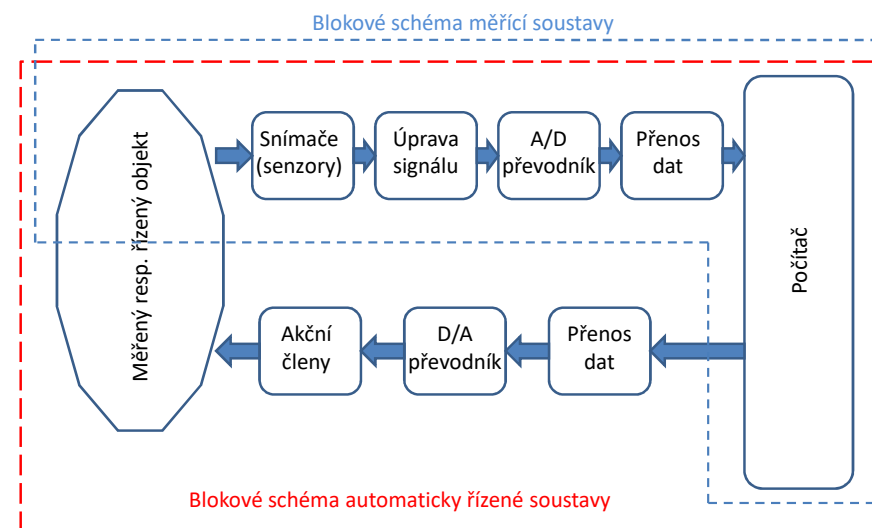 Blokové schéma měřící soustavy
Měřený resp. řízený objekt
Snímače
(senzory)
Úprava
signálu
A/D
převodník
Přenos
dat
Počítač
Akční
členy
D/A
převodník
Přenos
dat
Blokové schéma automaticky řízené soustavy